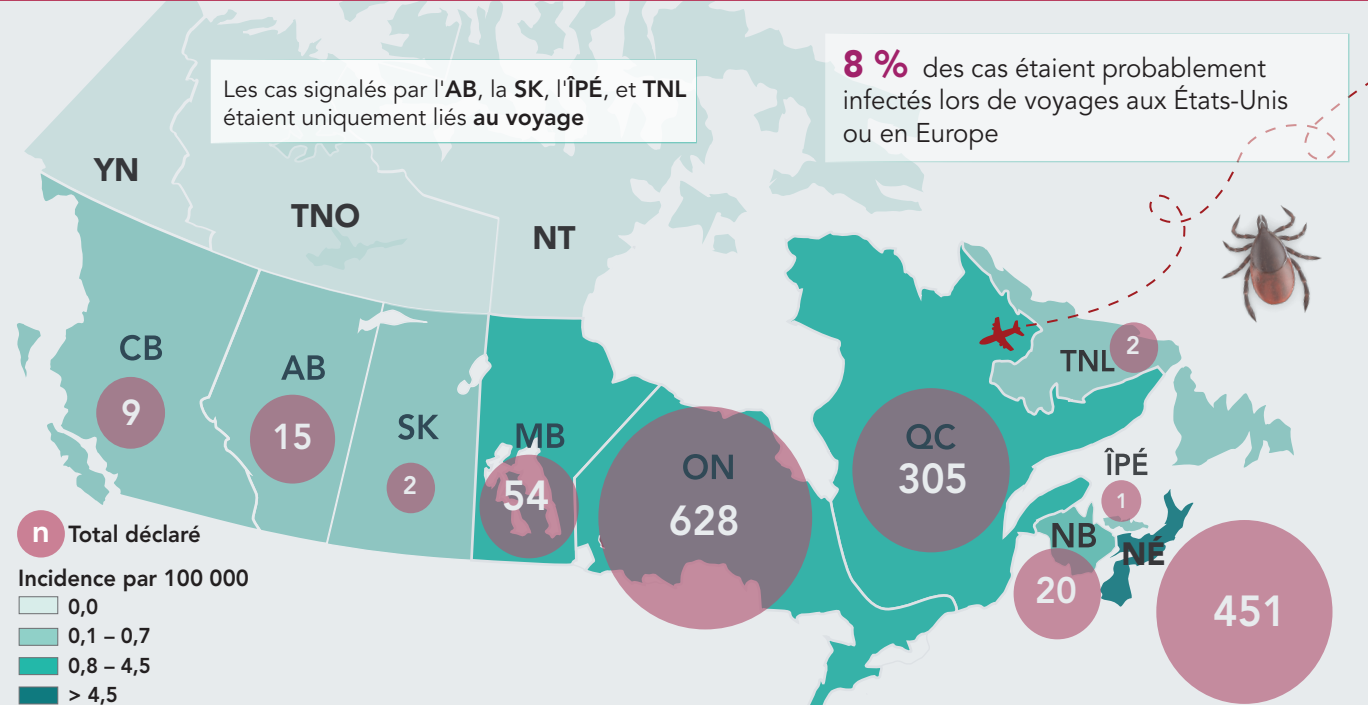 Les cas signalés par l'AB, la SK, l'ÎPÉ, et TNL
étaient uniquement liés au voyage
8 % des cas étaient probablement
infectés lors de voyages aux États-Unis
ou en Europe
YN
TNO
NT
CB
9
AB
15
SK
2
MB
54
ON
628
QC
305
TNL
2
ÎPÉ
1
NB
20
NÉ
451
n Total déclaré
Incidence par 100 000
0,0
0,1 – 0,7
0,8 – 4,5
> 4,5